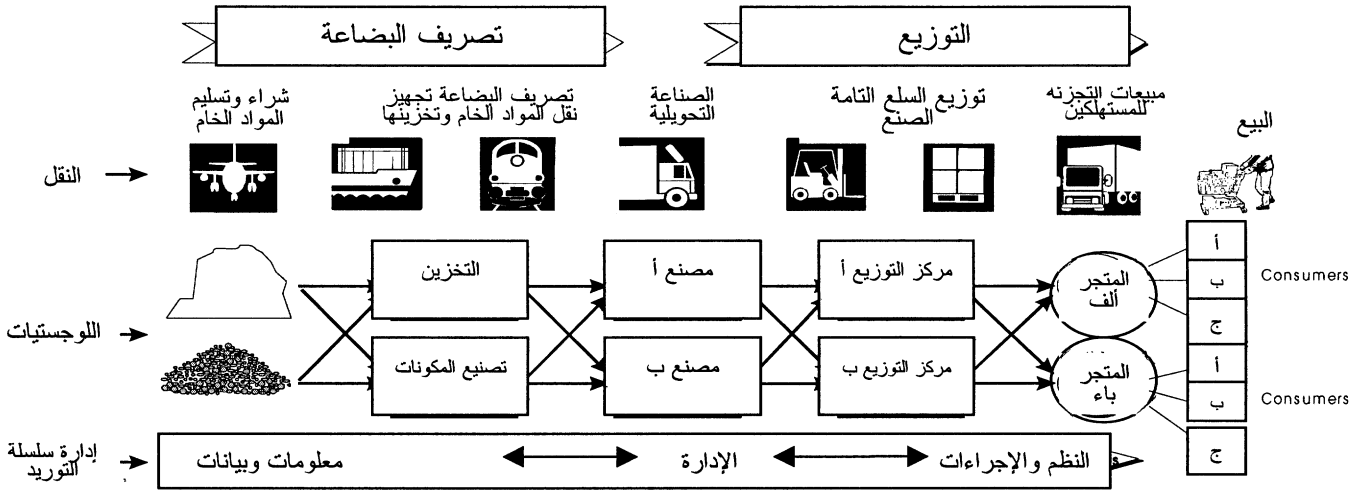 تصريف البضاعة
التوزيع
شراء وتسليم
المواد الخام
تصريف البضاعة تجهيز
نقل المواد الخام وتخزينها
الصناعة
التحويلية
توزيع السلع التامة
الصنع
مبيعات التجزئه
للمستهلكين
البيع
النقل
اللوجستيات
التخزين
مصنع أ
مركز التوزيع أ
المتجر
ألف
أ
ب
ج
Consumers
تصنيع المكونات
مصنع ب
مركز التوزيع ب
المتجر
باء
أ
ب
ج
Consumers
إدارة سلسلة
التوريد
معلومات وبيانات
الإدارة
النظم والإجراءات
s